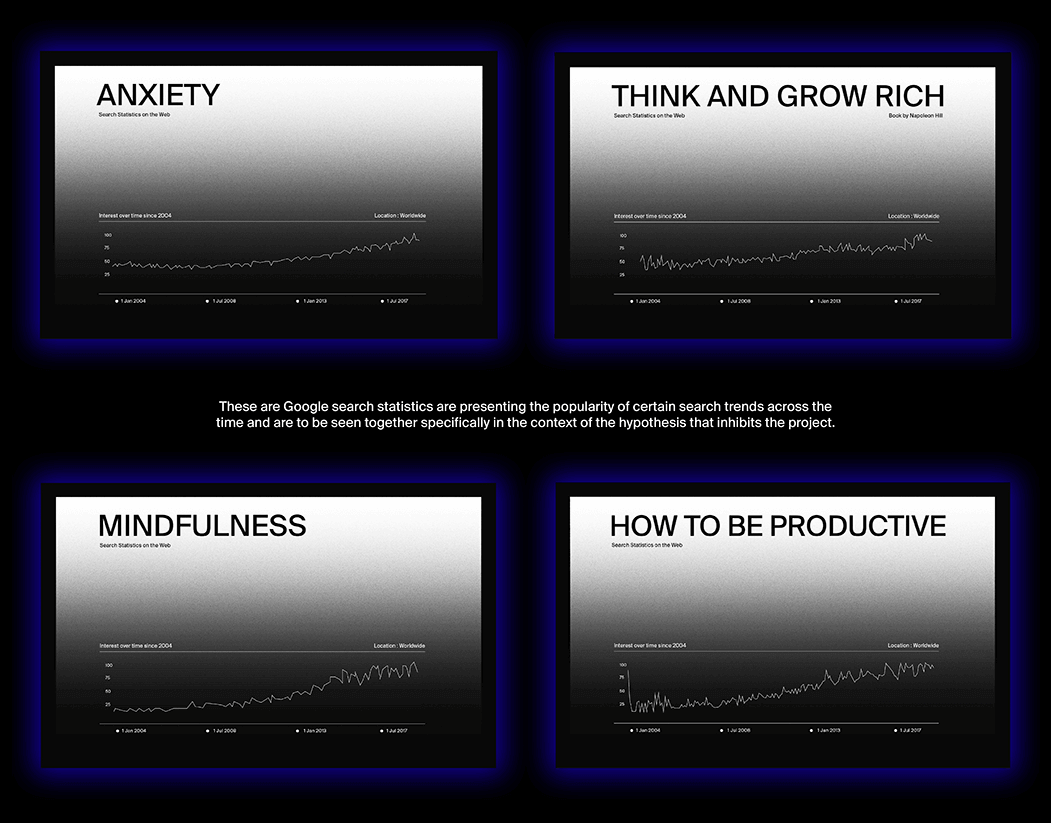 ANXIETY
Search Statistics on the Web
Interest over time since 2004 Location : Worldwide
100
75
50
25
1 Jan 2004 1 Jul 2008 1 Jan 2013 1 Jul 2017
THINK AND GROW RICH
Search Statistics on the Web Book by Napoleon Hill
Interest over time since 2004 Location : Worldwide
100
75
50
25
1 Jan 2004 1 Jul 2008 1 Jan 2013 1 Jul 2017
These are Google search statistics are presenting the popularity of certain search trends across the
time and are to be seen together specifically in the context of the hypothesis that inhibits the project.
MINDFULNESS
Search Statistics on the Web
Interest over time since 2004 Location : Worldwide
100
75
50
25
1 Jan 2004 1 Jul 2008 1 Jan 2013 1 Jul 2017
HOW TO BE PRODUCTIVE
Search Statistics on the Web
Interest over time since 2004 Location : Worldwide
100
75
50
25
1 Jan 2004 1 Jul 2008 1 Jan 2013 1 Jul 2017